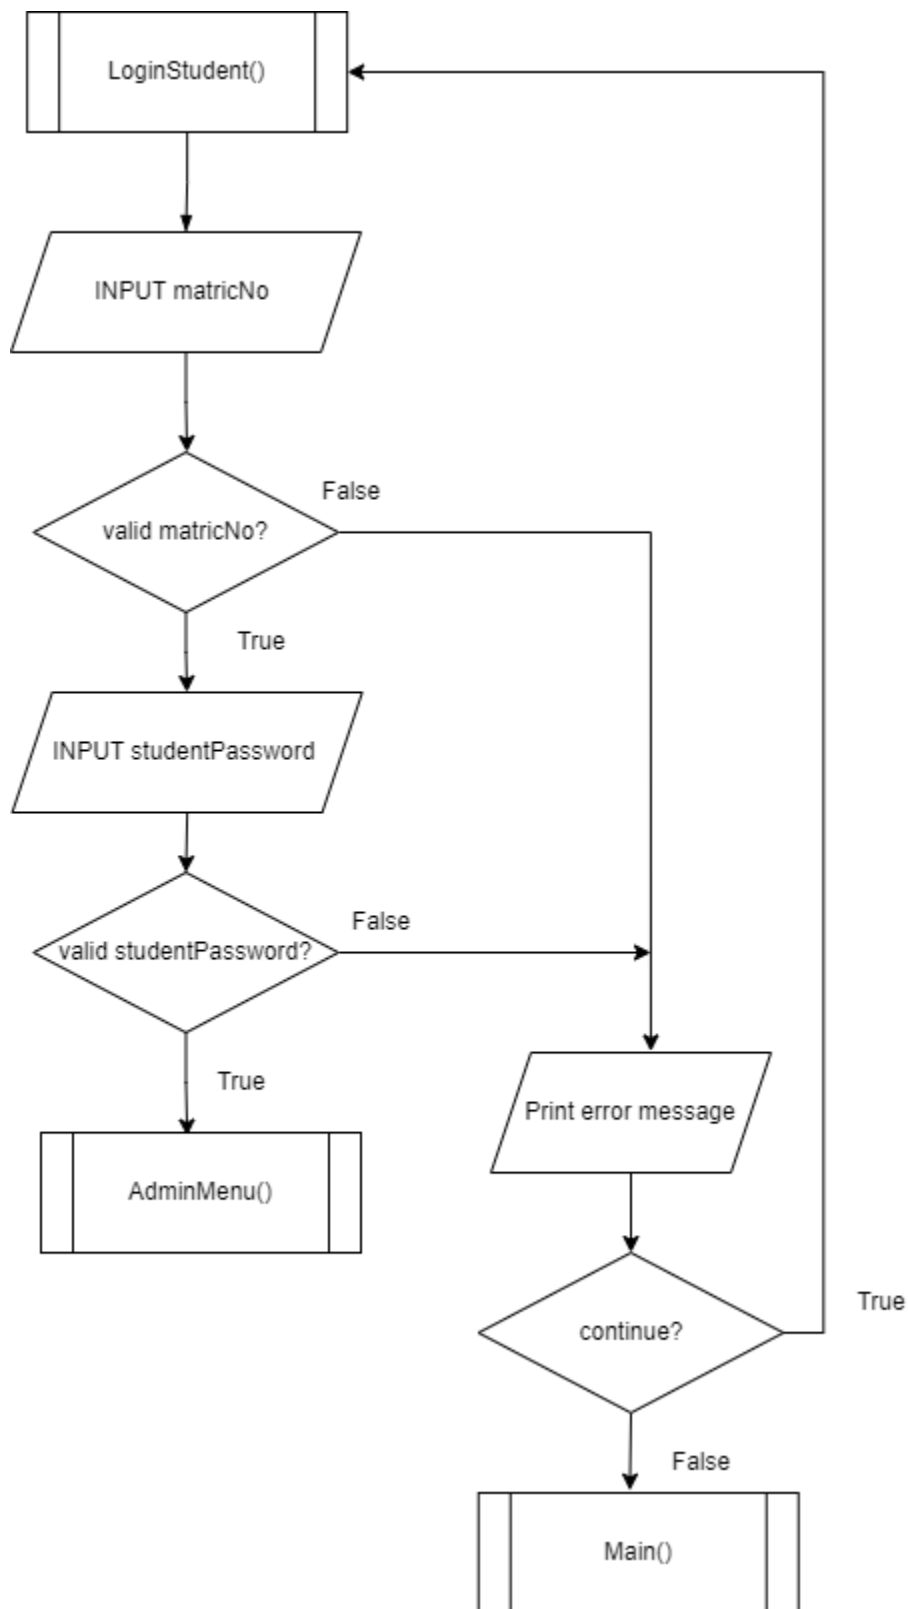 LoginStudent()
INPUT matricNo
False
valid matricNo?
True
INPUT studentPassword
False
valid studentPassword?
True
Print error message
AdminMenu()
True
continue?
False
Main()